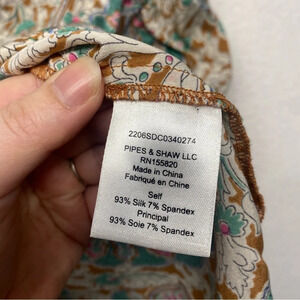 2206SDC0340274
PIPES & SHAW LLC
RN155820
Made in China
Fabriqué en Chine
Self
93% Silk 7% Spandex
Principal
93% Soie 7% Spandex